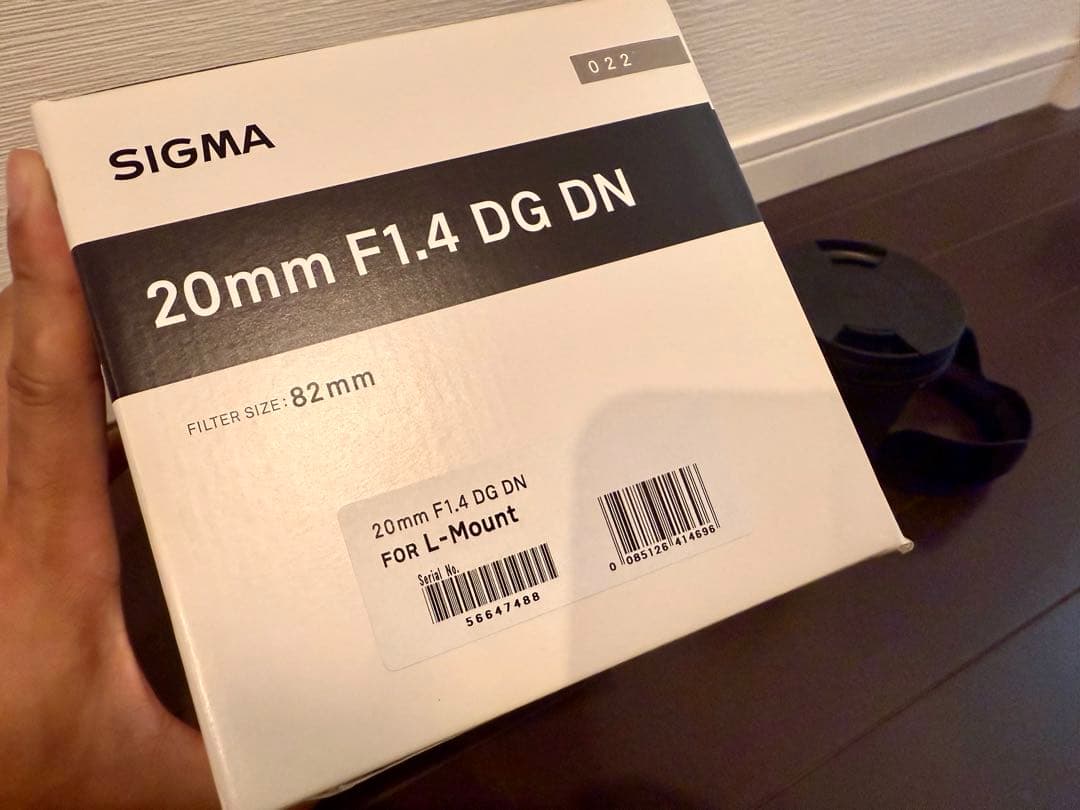 022
SIGMA
20mm F1.4 DG DN
FILTER SIZE: 82mm
20mm F1.4 DG DN
FOR L-Mount
Serial No.
56647488
0 085126 414696